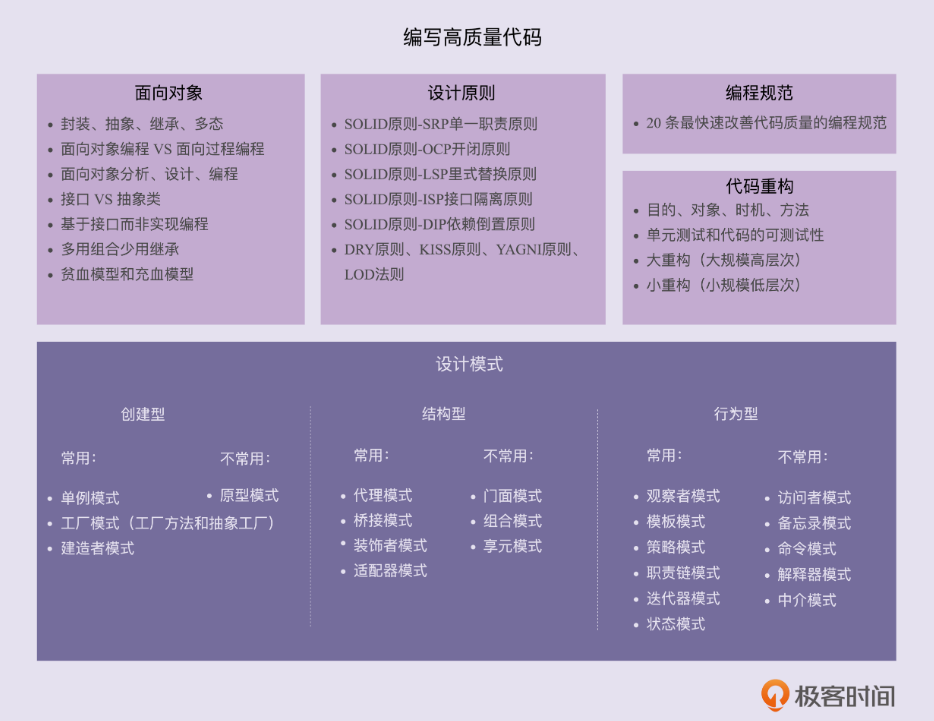 编写高质量代码
面向对象
封装、抽象、继承、多态
面向对象编程 VS 面向过程编程
面向对象分析、设计、编程
接口 VS 抽象类
基于接口而非实现编程
多用组合少用继承
贫血模型和充血模型
设计原则
SOLID原则-SRP单一职责原则
SOLID原则-OCP开闭原则
SOLID原则-LSP里式替换原则
SOLID原则-ISP接口隔离原则
SOLID原则-DIP依赖倒置原则
DRY原则、KISS原则、YAGNI原则、
LOD法则
编程规范
20 条最快速改善代码质量的编程规范
代码重构
目的、对象、时机、方法
单元测试和代码的可测试性
大重构（大规模高层次）
小重构（小规模低层次）
设计模式
创建型
常用：
单例模式
工厂模式（工厂方法和抽象工厂）
建造者模式
不常用：
原型模式
结构型
常用：
代理模式
桥接模式
装饰者模式
适配器模式
不常用：
门面模式
组合模式
享元模式
行为型
常用：
观察者模式
模板模式
策略模式
职责链模式
迭代器模式
状态模式
不常用：
访问者模式
备忘录模式
命令模式
解释器模式
中介模式
极客时间